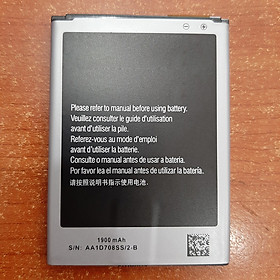 Please refer to manual before using battery.
Veuillez consulter le guide d'utilisation
avant d'utiliser la pile.
Referez-vous au mode d'emploi
avant d'utiliser la batterie.
Consulte o manual antes de usar a bateria.
Por favor lea el manual antes de utilizar la batería.
请按照说明书指示使用电池.
1900 mAh
S/N: AA1D708SS/2-B